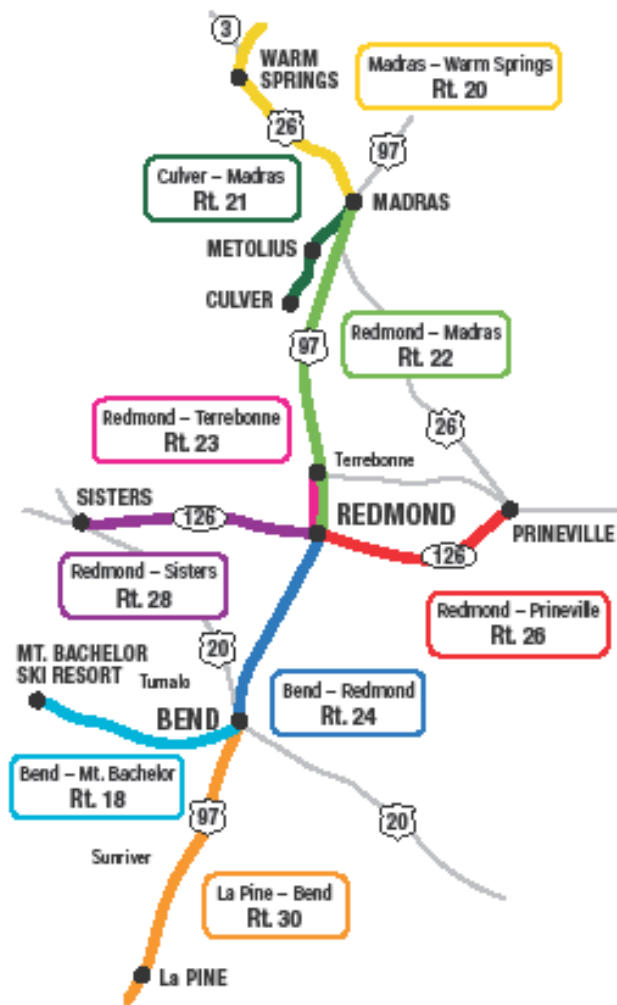 3
WARM
SPRINGS
Madras – Warm Springs
Rt. 20
26
97
Culver – Madras
Rt. 21
MADRAS
METOLIUS
CULVER
97
Redmond – Madras
Rt. 22
Redmond – Terrebonne
Rt. 23
26
Terrebonne
SISTERS
126
REDMOND
PRINEVILLE
126
Redmond – Sisters
Rt. 28
Redmond – Prineville
Rt. 26
20
MT. BACHELOR
SKI RESORT
Tumalo
BEND
Bend – Redmond
Rt. 24
Bend – Mt. Bachelor
Rt. 18
97
20
Sunriver
La Pine – Bend
Rt. 30
La PINE